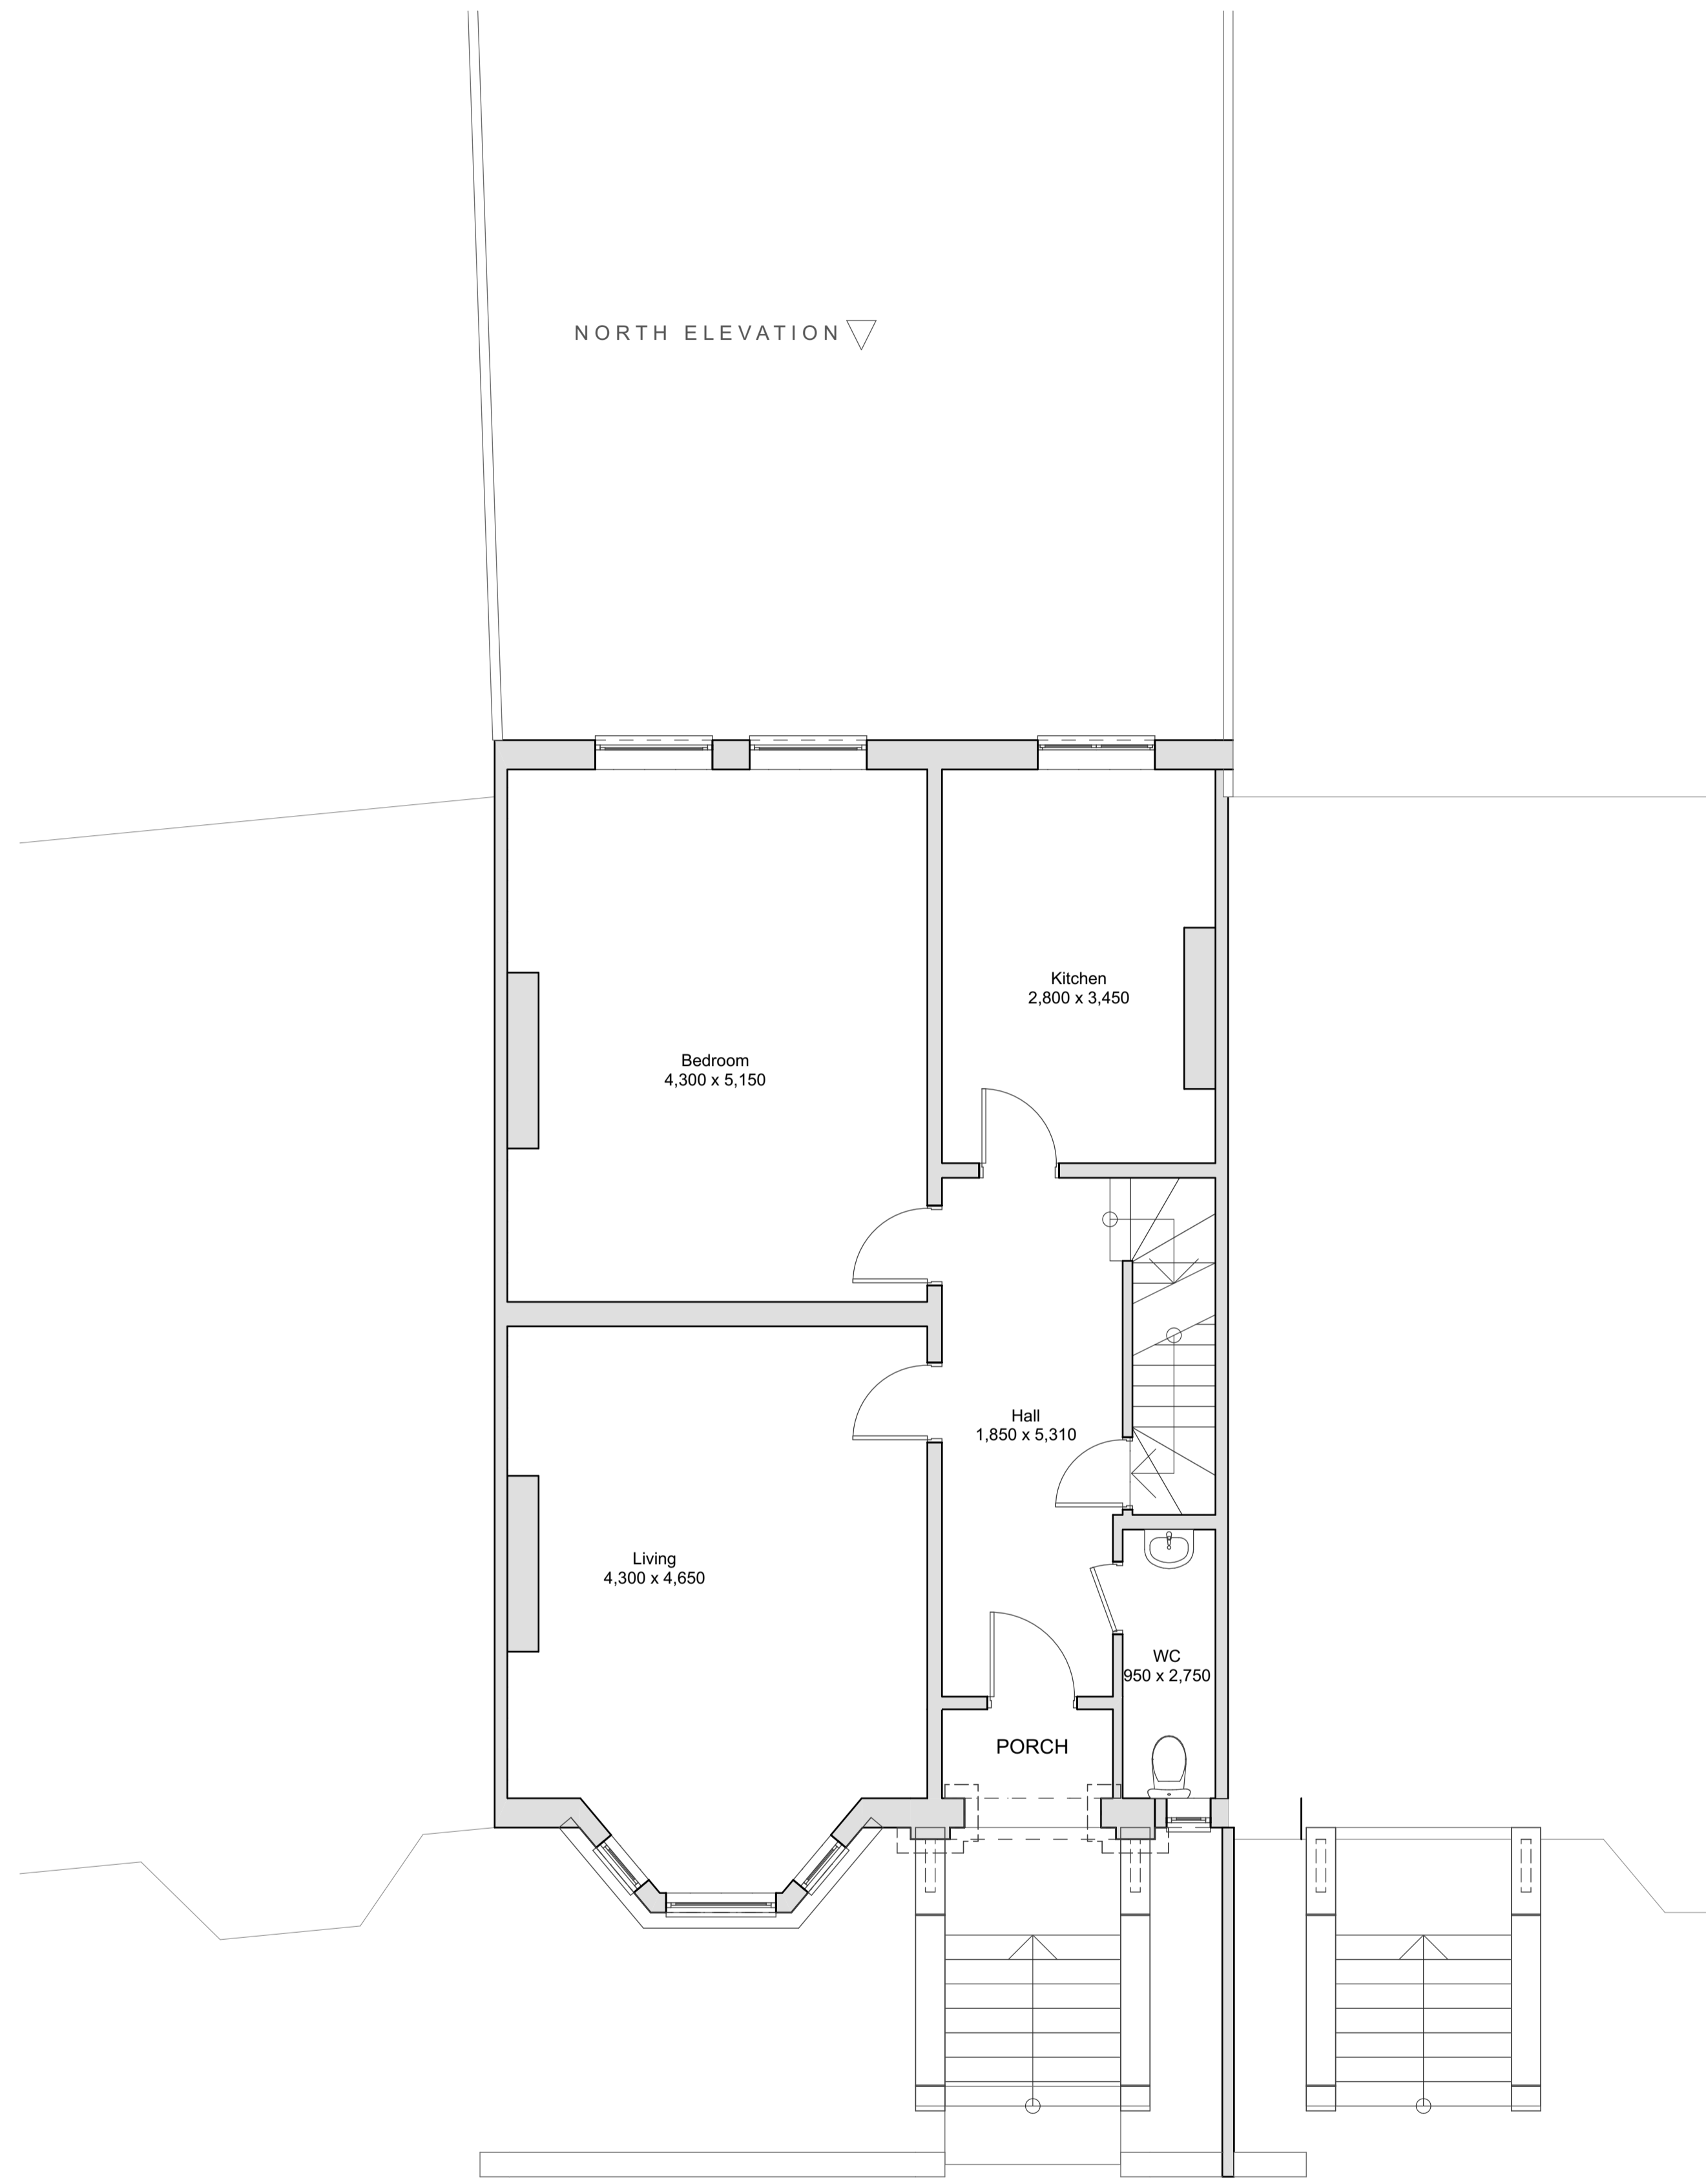 NORTH ELEVATION
Kitchen
2,800 x 3,450
Bedroom
4,300 x 5,150
Hall
1,850 x 5,310
Living
4,300 x 4,650
WC
950 x 2,750
PORCH